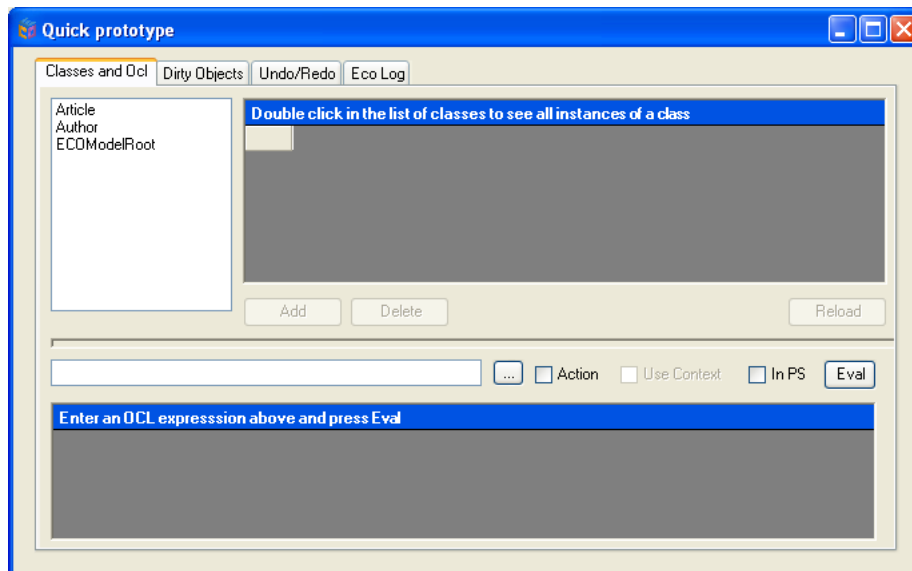 Quick prototype
Classes and Ocl
Dirty Objects
Undo/Redo
Eco Log
Article
Author
ECOModelRoot
Double click in the list of classes to see all instances of a class
Add
Delete
Reload
...
Action
Use Context
In PS
Eval
Enter an OCL expresssion above and press Eval